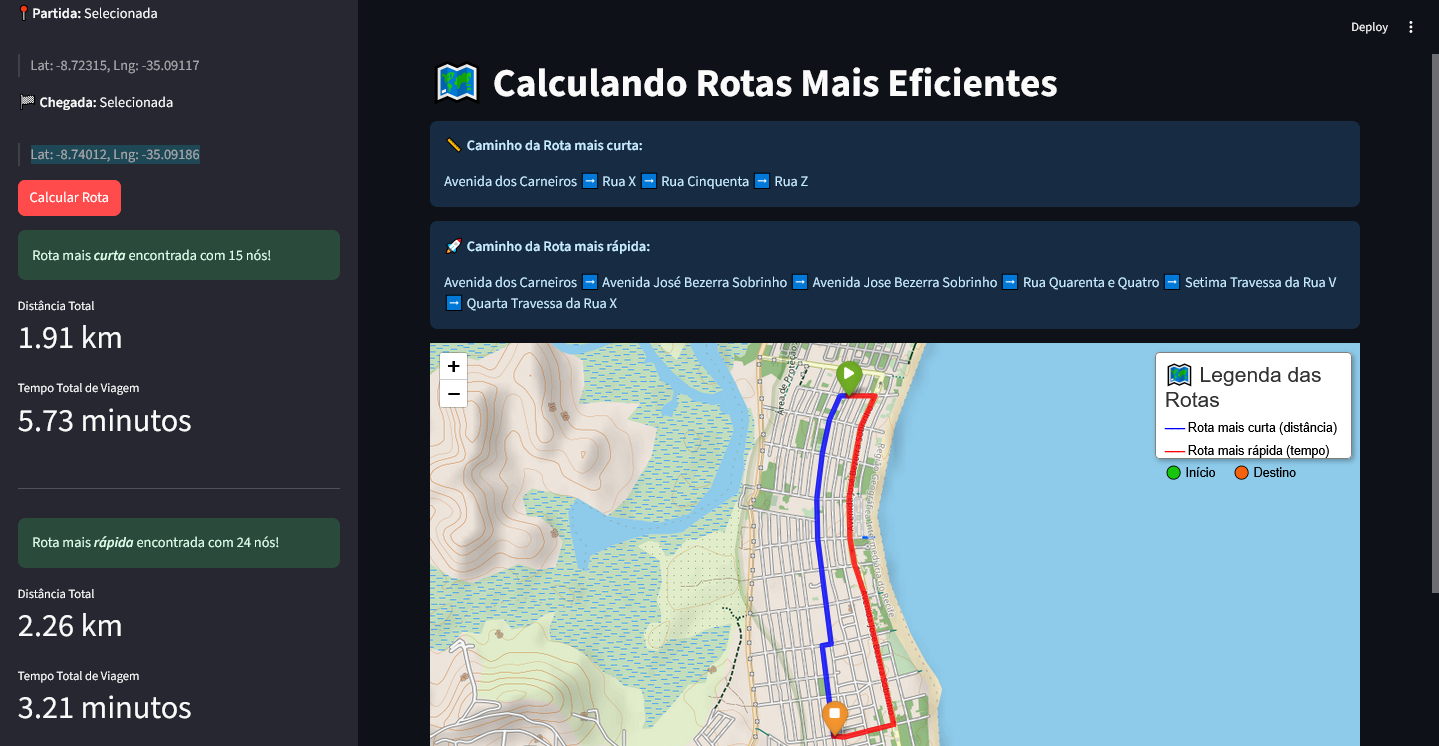 Partida: Selecionada
Lat: -8.72315, Lng: -35.09117
Chegada: Selecionada
Lat: -8.74012, Lng: -35.09186
Calcular Rota
Rota mais curta encontrada com 15 nós!
Distância Total
1.91 km
Tempo Total de Viagem
5.73 minutos
Rota mais rápida encontrada com 24 nós!
Distância Total
2.26 km
Tempo Total de Viagem
3.21 minutos
Deploy
Calculando Rotas Mais Eficientes
Caminho da Rota mais curta:
Avenida dos Carneiros ➡ Rua X ➡ Rua Cinquenta ➡ Rua Z
Caminho da Rota mais rápida:
Avenida dos Carneiros ➡ Avenida José Bezerra Sobrinho ➡ Avenida Jose Bezerra Sobrinho ➡ Rua Quarenta e Quatro ➡ Setima Travessa da Rua V
➡ Quarta Travessa da Rua X
+
−
Área de Proteção
Legenda das
Rotas
Rota mais curta (distância)
Rota mais rápida (tempo)
Início Destino